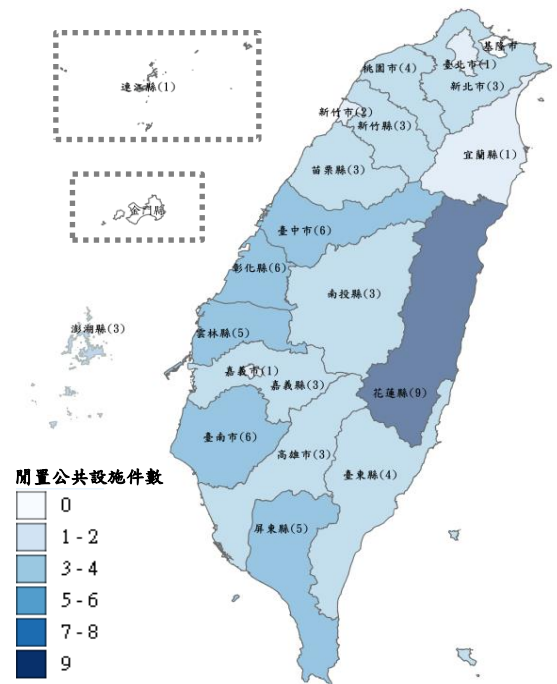 基隆市
桃園市(4)
臺北市(1)
連江縣(1)
新北市(3)
新竹市(2)
新竹縣(3)
宜蘭縣(1)
苗栗縣(3)
金門縣
臺中市(6)
彰化縣(6)
南投縣(3)
澎湖縣(3)
雲林縣(5)
嘉義市(1)
嘉義縣(3)
花蓮縣(9)
臺南市(6)
高雄市(3)
臺東縣(4)
屏東縣(5)
閒置公共設施件數
0
1 - 2
3 - 4
5 - 6
7 - 8
9